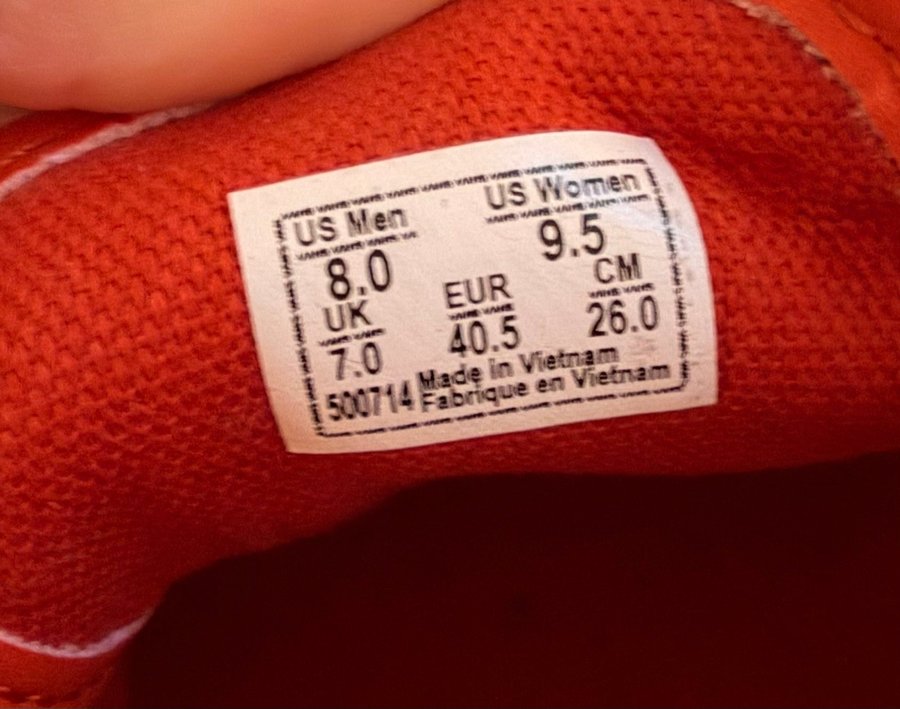 US Men US Women
8.0 9.5
UK EUR CM
7.0 40.5 26.0
500714 Made in Vietnam
Fabrique en Vietnam